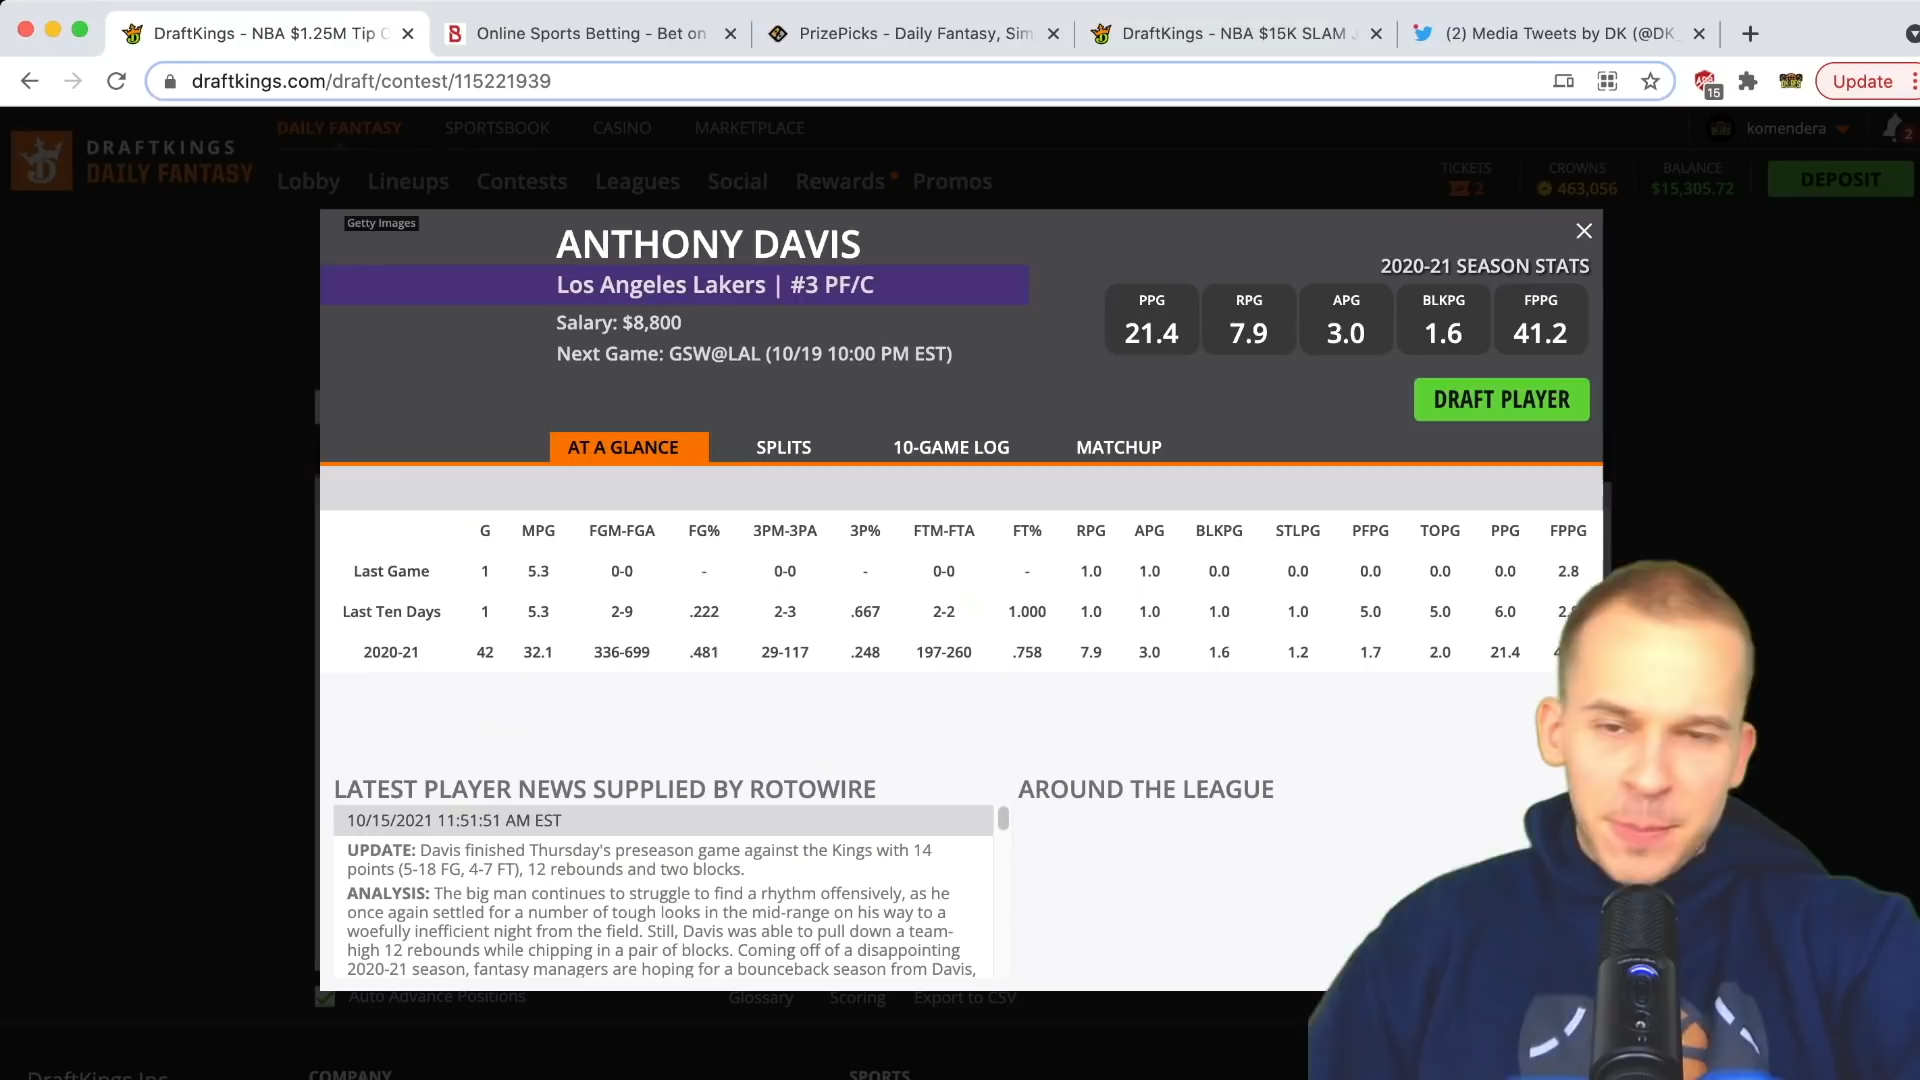 DraftKings - NBA $1.25M Tip
Online Sports Betting - Bet on
PrizePicks - Daily Fantasy, Sim
DraftKings - NBA $15K SLAM
(2) Media Tweets by DK (@DK_
draftkings.com/draft/contest/115221939
15
Update
DRAFTKINGS
DAILY FANTASY
DAILY FANTASY SPORTSBOOK CASINO MARKETPLACE
komendera
2
Lobby Lineups Contests Leagues Social Rewards Promos
TICKETS
2
CROWNS
463,056
BALANCE
$15,305.72
DEPOSIT
Getty Images
ANTHONY DAVIS
Los Angeles Lakers | #3 PF/C
Salary: $8,800
Next Game: GSW@LAL (10/19 10:00 PM EST)
2020-21 SEASON STATS
PPG RPG APG BLKPG FPPG
21.4 7.9 3.0 1.6 41.2
DRAFT PLAYER
AT A GLANCE SPLITS 10-GAME LOG MATCHUP
G MPG FGM-FGA FG% 3PM-3PA 3P% FTM-FTA FT% RPG APG BLKPG STLPG PFPG TOPG PPG FPPG
Last Game 1 5.3 0-0 - 0-0 - 0-0 - 1.0 1.0 0.0 0.0 0.0 0.0 0.0 2.8
Last Ten Days 1 5.3 2-9 .222 2-3 .667 2-2 1.000 1.0 1.0 1.0 1.0 5.0 5.0 6.0
2020-21 42 32.1 336-699 .481 29-117 .248 197-260 .758 7.9 3.0 1.6 1.2 1.7 2.0 21.4
LATEST PLAYER NEWS SUPPLIED BY ROTOWIRE
10/15/2021 11:51:51 AM EST
UPDATE: Davis finished Thursday's preseason game against the Kings with 14
points (5-18 FG, 4-7 FT), 12 rebounds and two blocks.
ANALYSIS: The big man continues to struggle to find a rhythm offensively, as he
once again settled for a number of tough looks in the mid-range on his way to a
woefully inefficient night from the field. Still, Davis was able to pull down a team-
high 12 rebounds while chipping in a pair of blocks. Coming off of a disappointing
2020-21 season, fantasy managers are hoping for a bounceback season from Davis,
AROUND THE LEAGUE
Auto Advance Positions
Glossary Scoring Export to CSV
DraftKings Inc
COMPANY
SPORTS